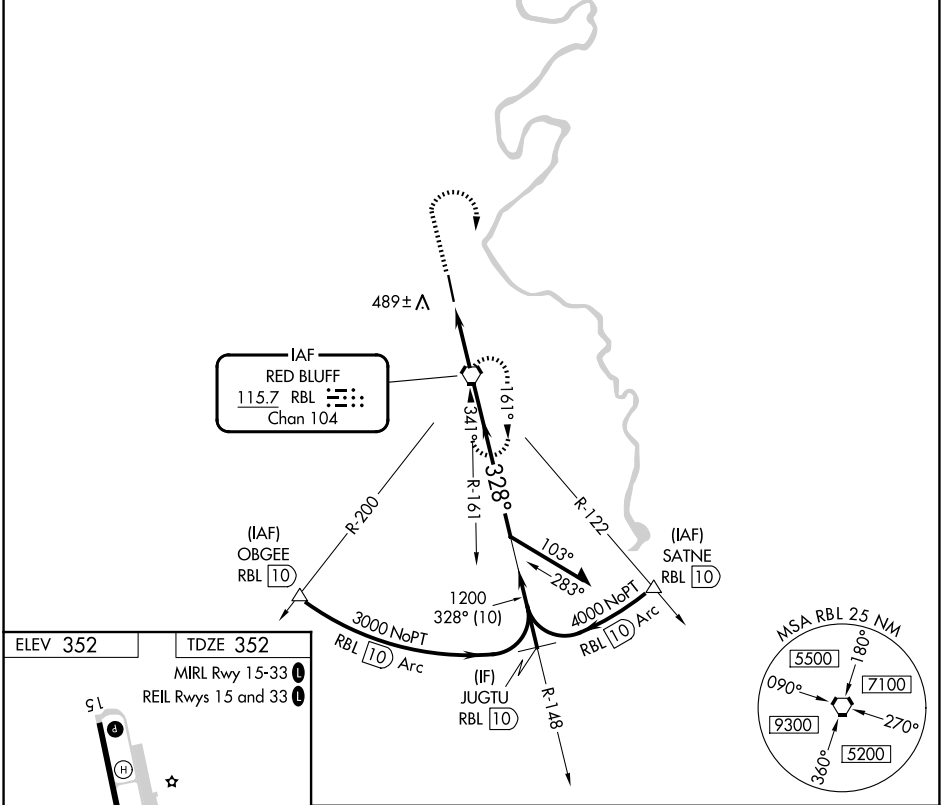 489±
IAF
RED BLUFF
115.7 RBL
Chan 104
161°
341°
328°
R-161
R-200
R-122
(IAF)
OBGEE
RBL 10
(IAF)
SATNE
RBL 10
103°
283°
1200
328° (10)
3000 NoPT
RBL 10 Arc
4000 NoPT
RBL 10 Arc
(IF)
JUGTU
RBL 10
R-148
ELEV 352
TDZE 352
MIRL Rwy 15-33 L
REIL Rwys 15 and 33 L
15
P
H
MSA RBL 25 NM
5500
180°
090°
7100
9300
270°
5200
360°